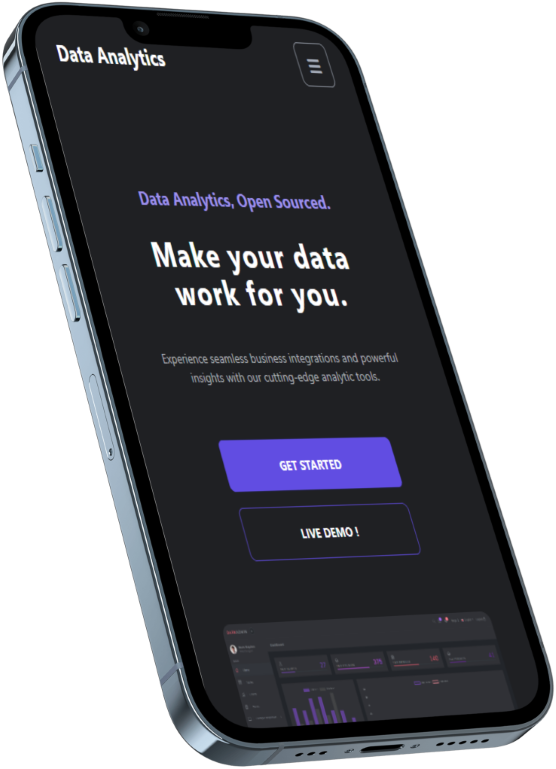 Data Analytics
Data Analytics, Open Sourced.
Make your data
work for you.
Experience seamless business integrations and powerful
insights with our cutting-edge analytic tools.
GET STARTED
LIVE DEMO !